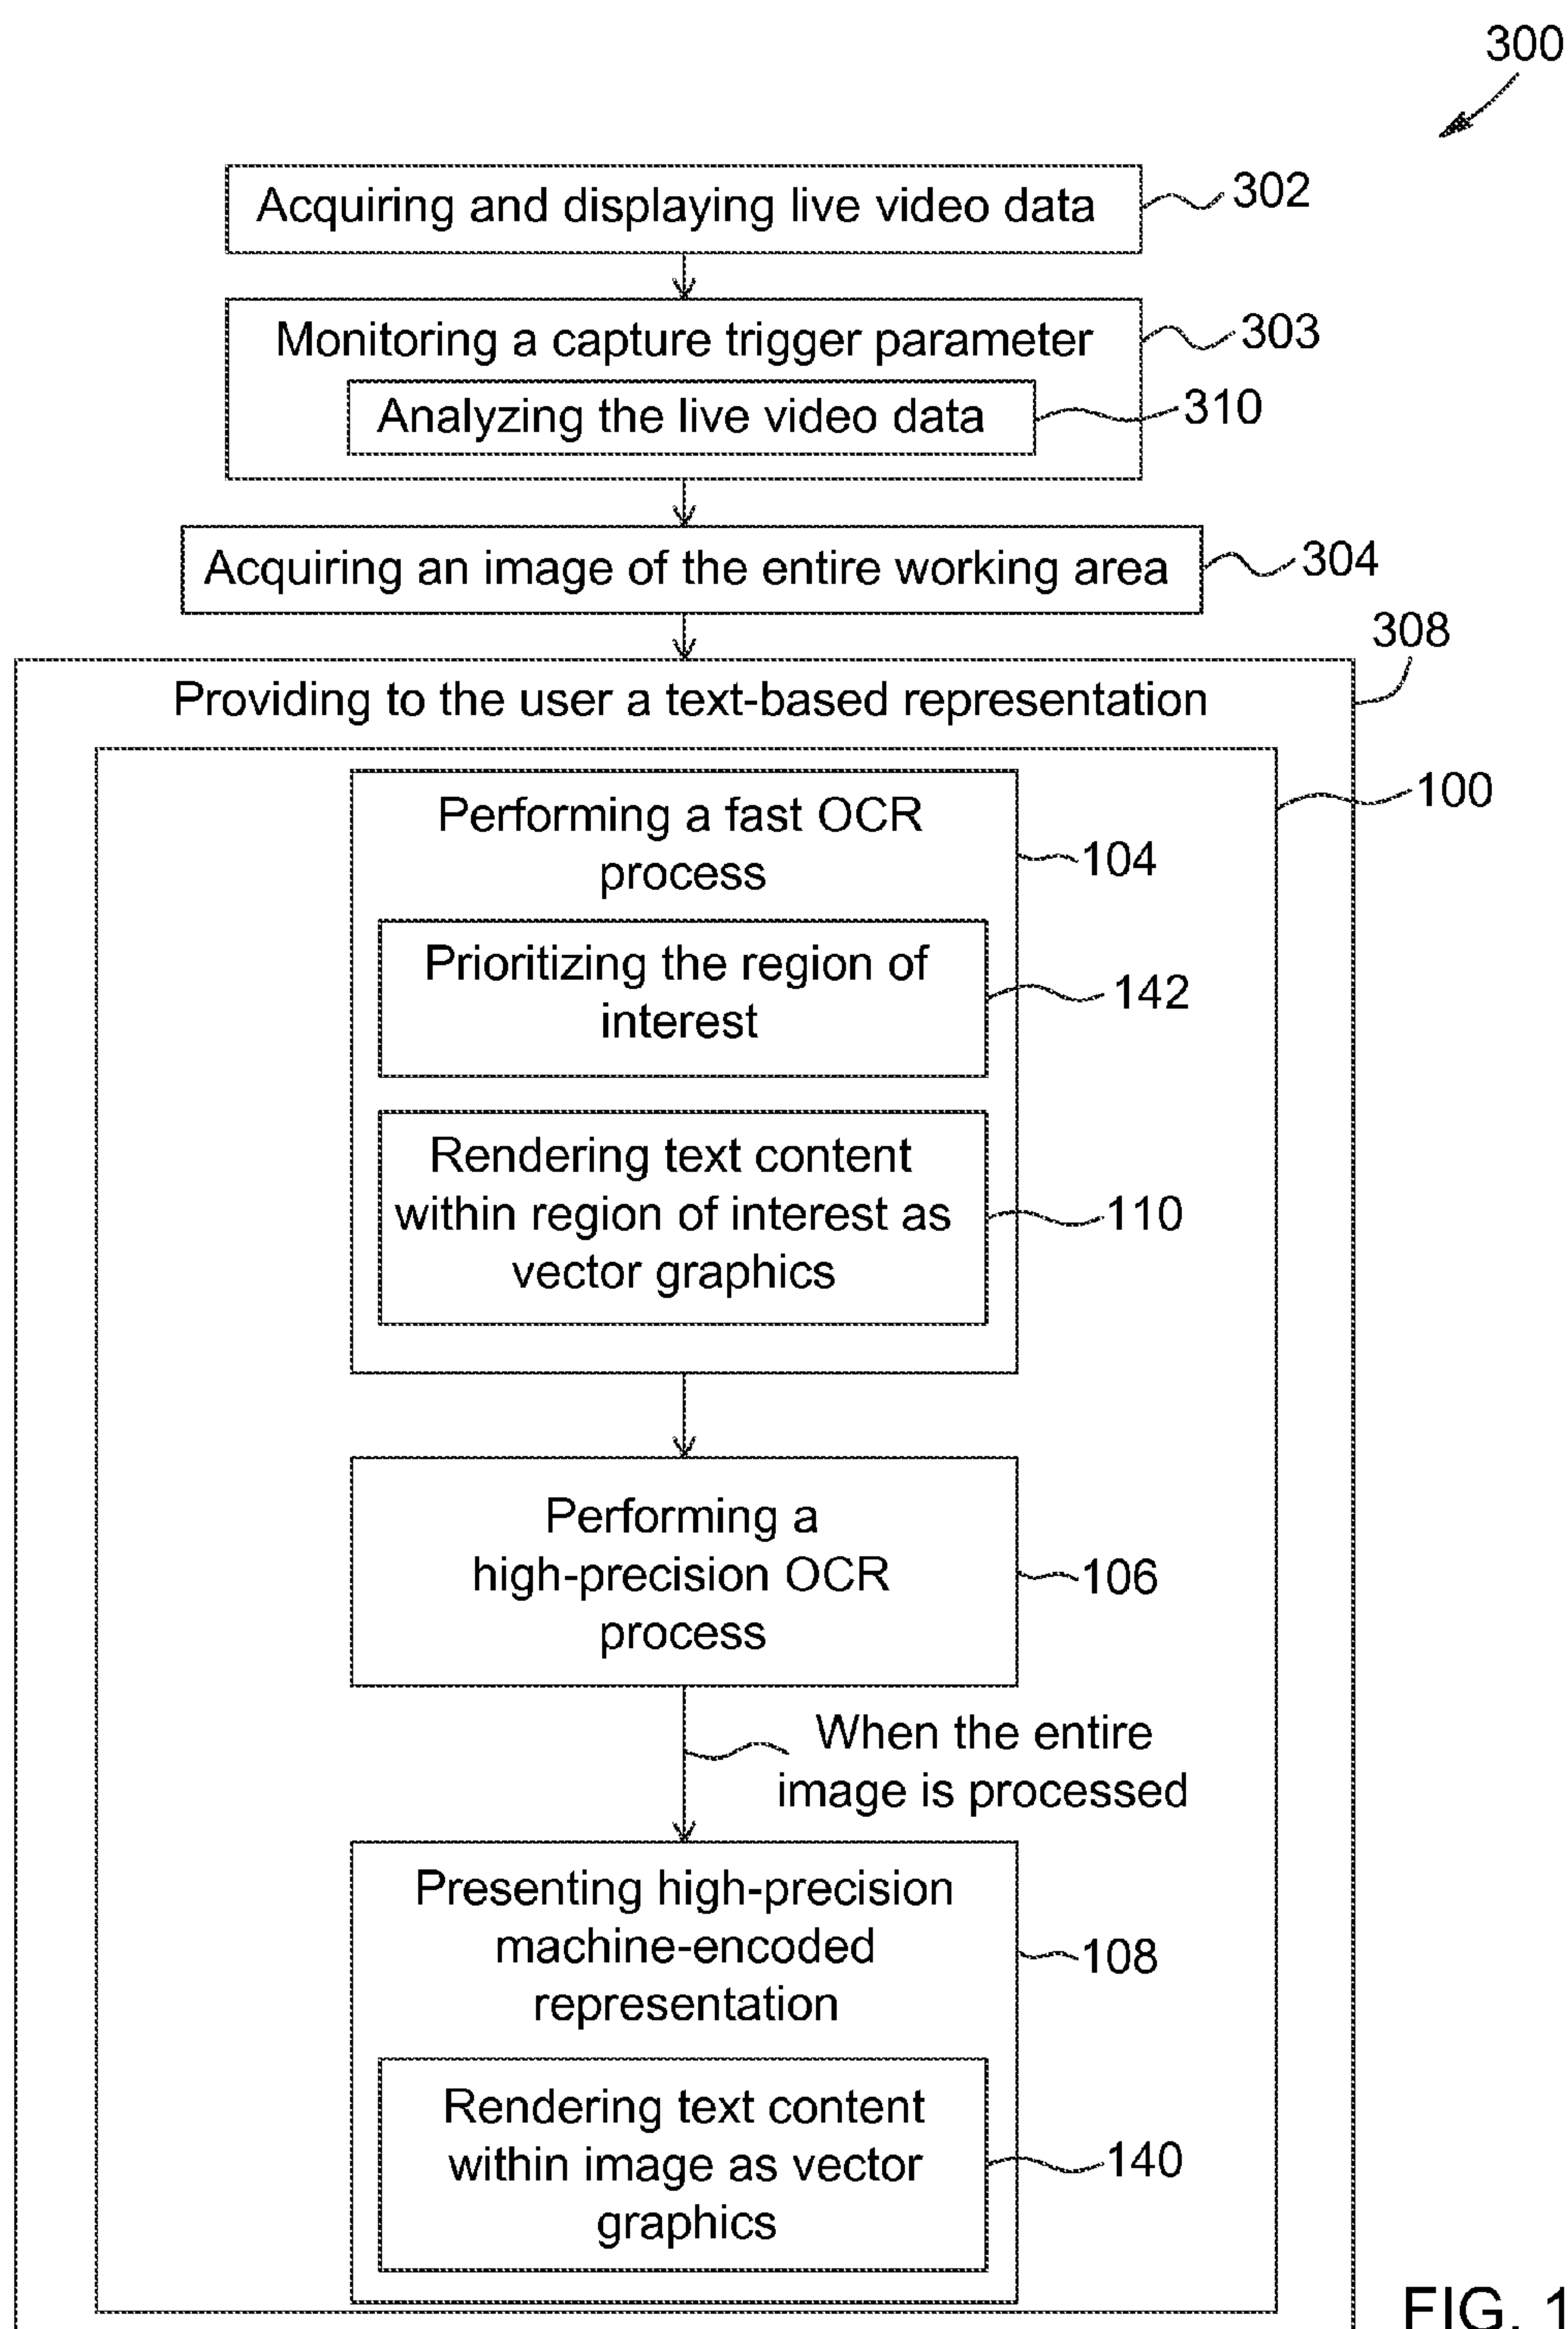 300
Acquiring and displaying live video data
302
Monitoring a capture trigger parameter
303
Analyzing the live video data
310
Acquiring an image of the entire working area
304
308
Providing to the user a text-based representation
100
Performing a fast OCR
process
104
Prioritizing the region of
interest
142
Rendering text content
within region of interest as
vector graphics
110
Performing a
high-precision OCR
process
106
When the entire
image is processed
Presenting high-precision
machine-encoded
representation
108
Rendering text content
within image as vector
graphics
140
FIG. 1